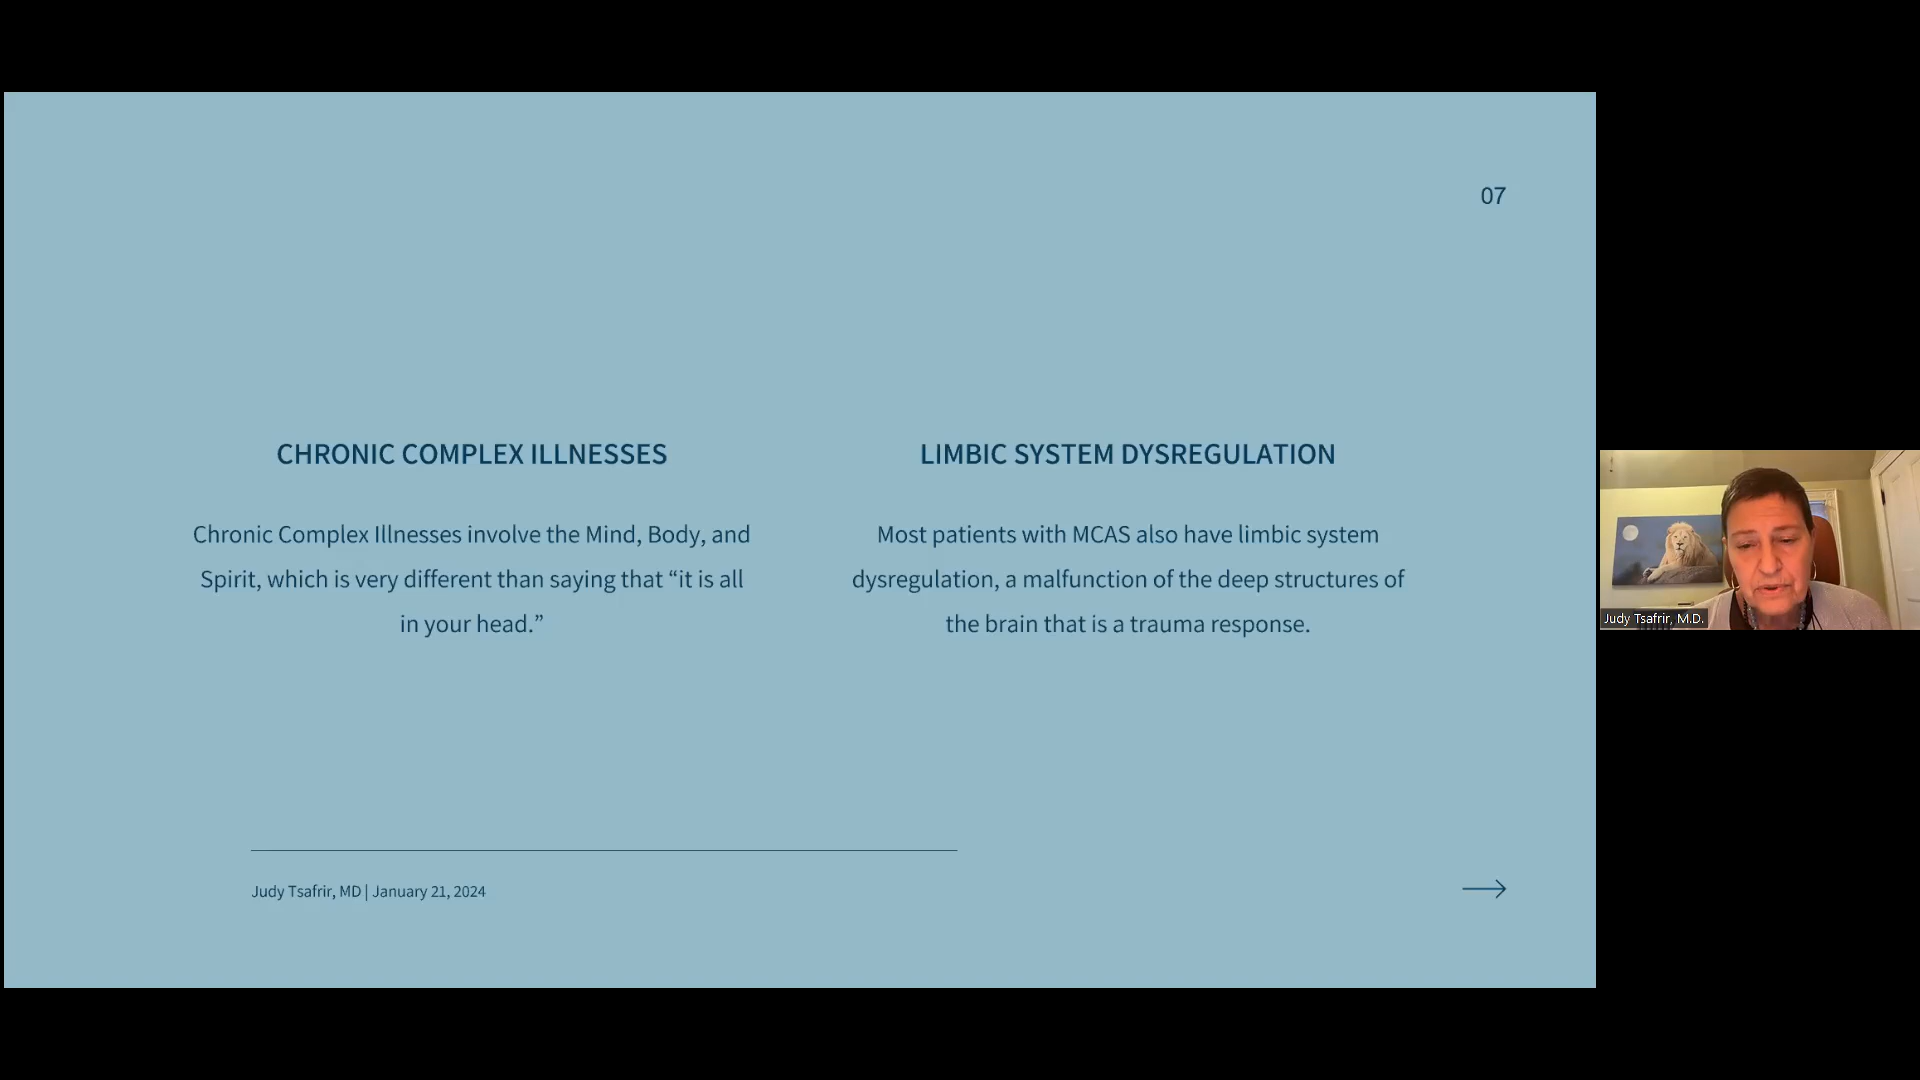 07
CHRONIC COMPLEX ILLNESSES
Chronic Complex Illnesses involve the Mind, Body, and
Spirit, which is very different than saying that “it is all
in your head.”
LIMBIC SYSTEM DYSREGULATION
Most patients with MCAS also have limbic system
dysregulation, a malfunction of the deep structures of
the brain that is a trauma response.
Judy Tsafrir, MD | January 21, 2024
Judy Tsafrir, M.D.